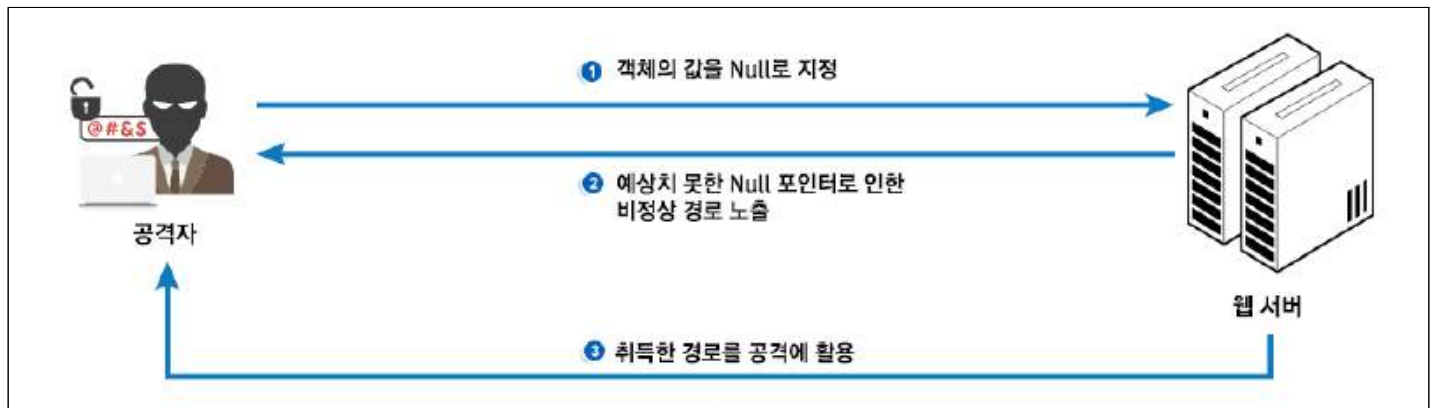 ❶ 객체의 값을 Null로 지정
@#&$
❷ 예상치 못한 Null 포인터로 인한
비정상 경로 노출
공격자
웹 서버
❸ 취득한 경로를 공격에 활용